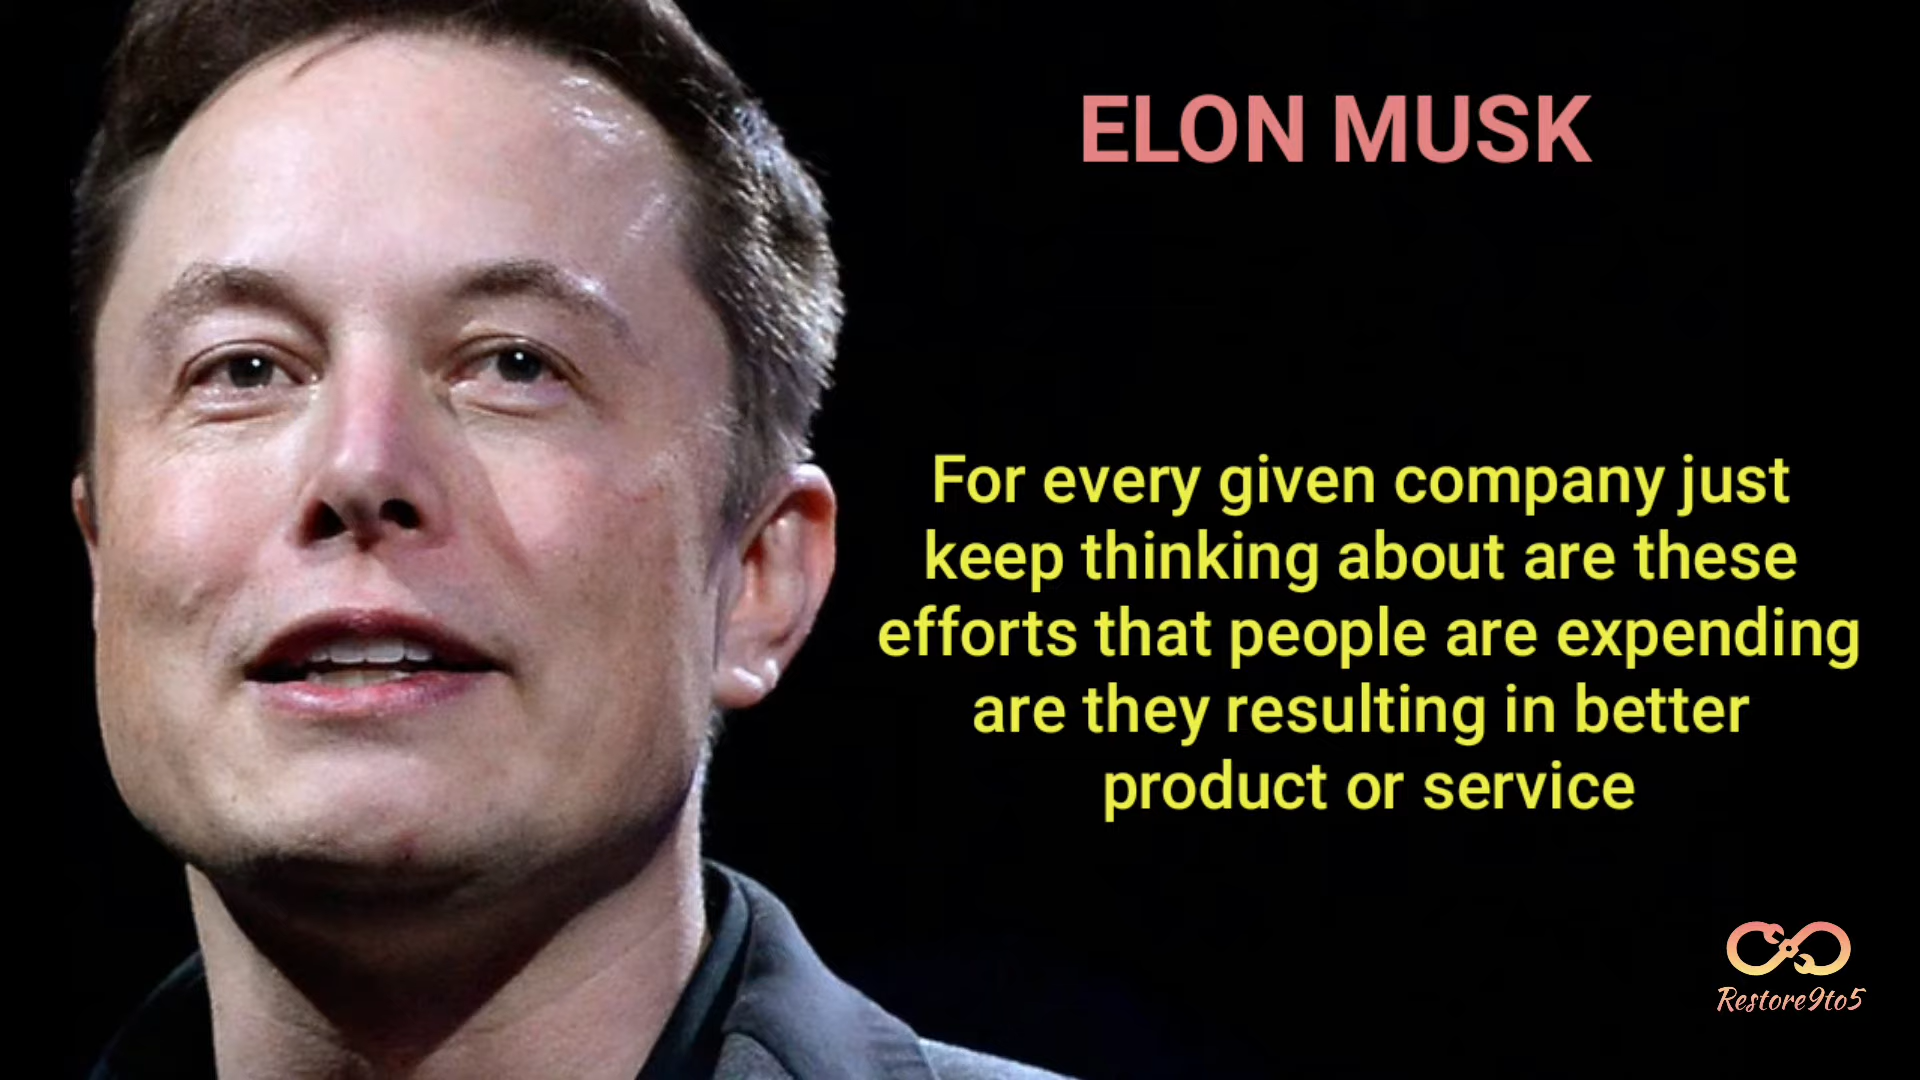 ELON MUSK
For every given company just
keep thinking about are these
efforts that people are expending
are they resulting in better
product or service
Restore9to5